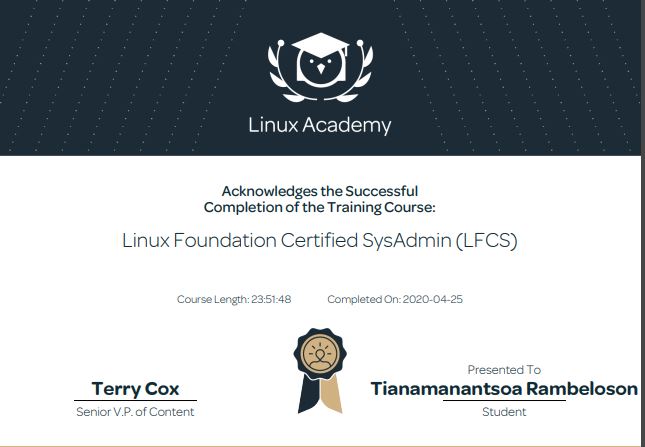 Linux Academy
Acknowledges the Successful
Completion of the Training Course:
Linux Foundation Certified SysAdmin (LFCS)
Course Length: 23:51:48 Completed On: 2020-04-25
Terry Cox
Senior V.P. of Content
Presented To
Tianamanantsoa Rambeloson
Student